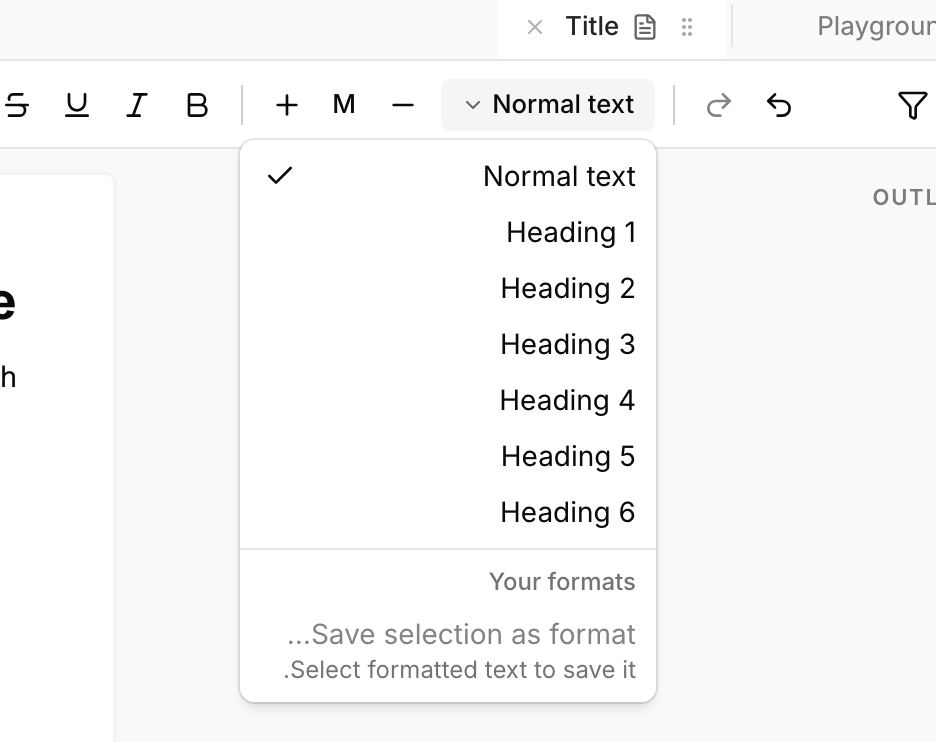 Title
Playgroun
M
Normal text
OUTL
e
h
Normal text
Heading 1
Heading 2
Heading 3
Heading 4
Heading 5
Heading 6
Your formats
...Save selection as format
.Select formatted text to save it